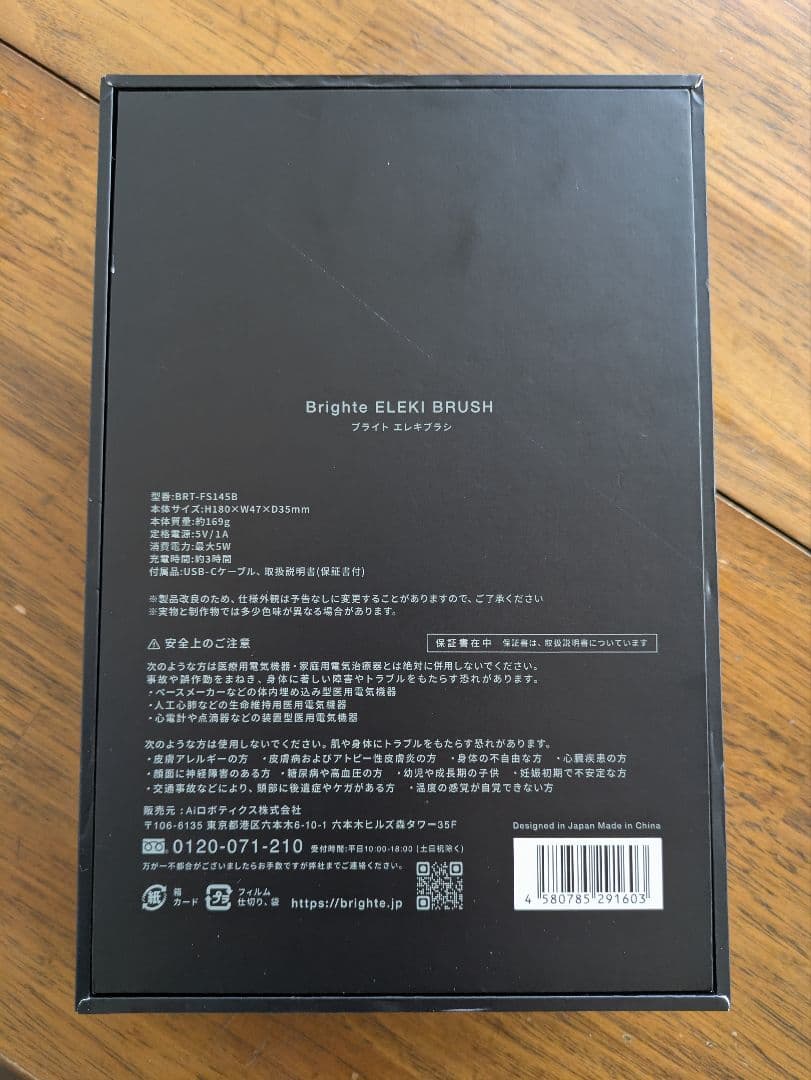 Brighte ELEKI BRUSH
ブライト エレキブラシ
型番:BRT-FS145B
本体サイズ:H180×W47×D35mm
本体質量:約169g
定格電源:5V/1A
消費電力:最大5W
充電時間:約3時間
付属品:USB-Cケーブル、取扱説明書(保証書付)
※製品改良のため、仕様外観は予告なしに変更することがありますので、ご了承ください
※実物と制作物では多少色味が異なる場合があります。
⚠ 安全上のご注意
保証書在中 保証書は、取扱説明書についています
次のような方は医療用電気機器・家庭用電気治療器とは絶対に併用しないでください。
事故や誤作動をまねき、身体に著しい障害やトラブルをもたらす恐れがあります。
・ペースメーカーなどの体内埋め込み型医用電気機器
・人工心肺などの生命維持用医用電気機器
・心電計や点滴器などの装置型医用電気機器
次のような方は使用しないでください。肌や身体にトラブルをもたらす恐れがあります。
・皮膚アレルギーの方 ・皮膚病およびアトピー性皮膚炎の方 ・身体の不自由な方 ・心臓疾患の方
・顔面に神経障害のある方 ・糖尿病や高血圧の方 ・幼児や成長期の子供 ・妊娠初期で不安定な方
・交通事故などにより、頭部に後遺症やケガがある方 ・温度の感覚が自覚できない方
販売元:Aiロボティクス株式会社
〒106-6135 東京都港区六本木6-10-1 六本木ヒルズ森タワー35F
0120-071-210 受付時間:平日10:00-18:00 (土日祝除く)
万が一不都合がございましたらお手数ですが弊社までご連絡ください。
紙 箱
カード
プラ フィルム
仕切り、袋
https://brighte.jp
Designed in Japan Made in China
4 580785 291603